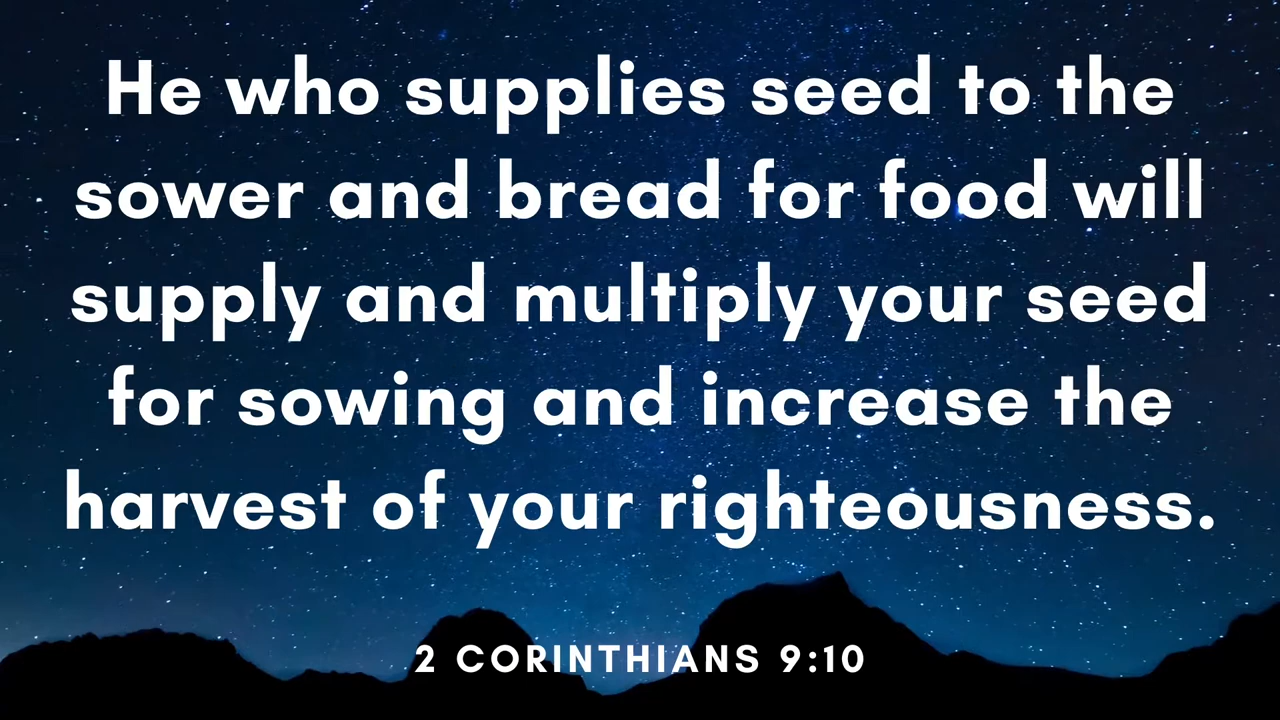 He who supplies seed to the
sower and bread for food will
supply and multiply your seed
for sowing and increase the
harvest of your righteousness.
2 CORINTHIANS 9:10